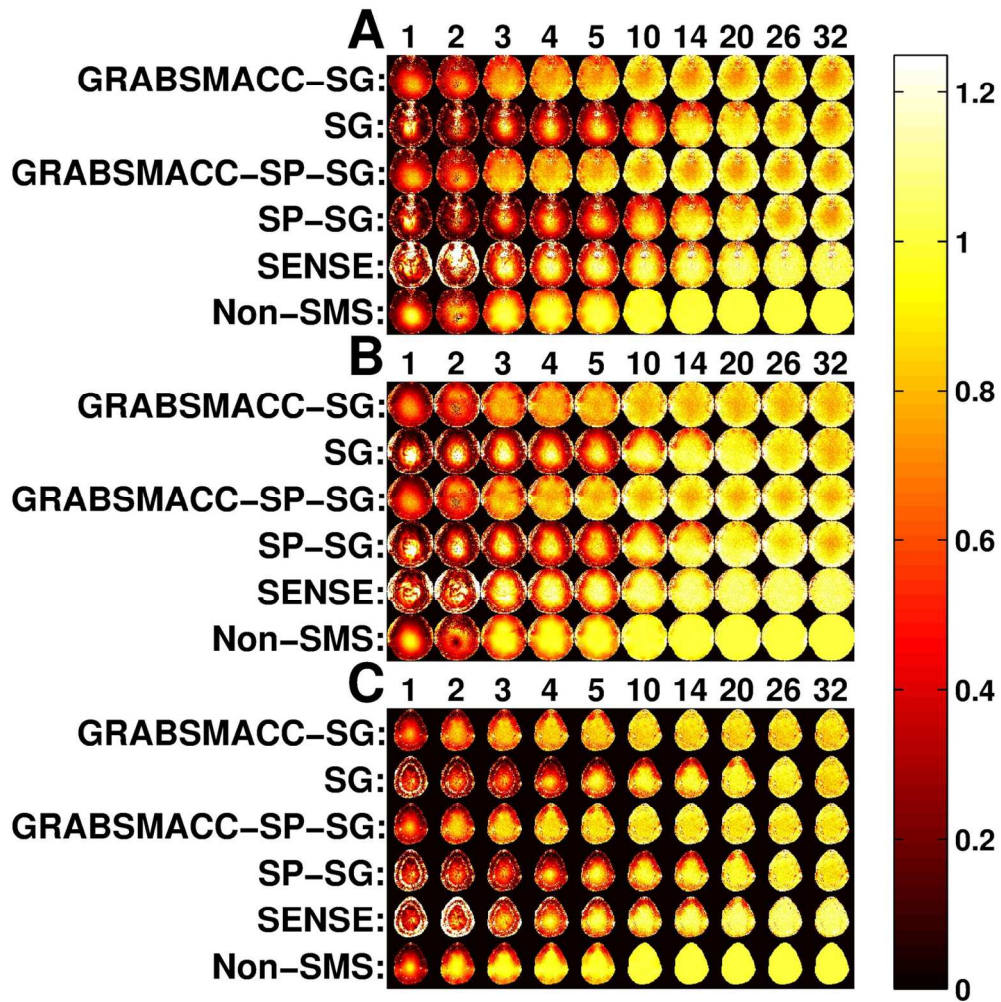 A 1 2 3 4 5 10 14 20 26 32
GRABSMACC–SG:
SG:
GRABSMACC–SP–SG:
SP–SG:
SENSE:
Non–SMS:
B 1 2 3 4 5 10 14 20 26 32
GRABSMACC–SG:
SG:
GRABSMACC–SP–SG:
SP–SG:
SENSE:
Non–SMS:
C 1 2 3 4 5 10 14 20 26 32
GRABSMACC–SG:
SG:
GRABSMACC–SP–SG:
SP–SG:
SENSE:
Non–SMS:
1.2
1
0.8
0.6
0.4
0.2
0